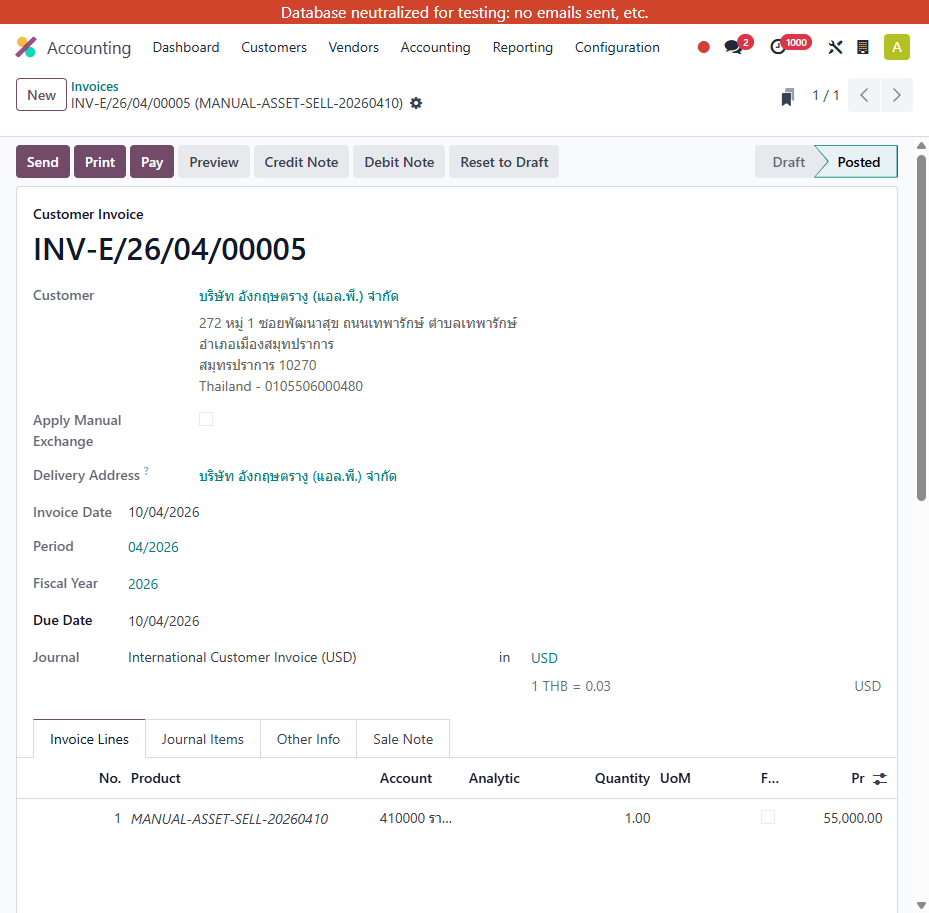 Database neutralized for testing: no emails sent, etc.
Accounting Dashboard Customers Vendors Accounting Reporting Configuration 2 1000 A
New
Invoices
INV-E/26/04/00005 (MANUAL-ASSET-SELL-20260410)
1 / 1
Send Print Pay Preview Credit Note Debit Note Reset to Draft Draft Posted
Customer Invoice
INV-E/26/04/00005
Customer บริษัท อังกฤษตรางู (แอล.พี.) จำกัด
272 หมู่ 1 ซอยพัฒนาสุข ถนนเทพารักษ์ ตำบลเทพารักษ์
อำเภอเมืองสมุทปราการ
สมุทรปราการ 10270
Thailand - 0105506000480
Apply Manual
Exchange
Delivery Address ? บริษัท อังกฤษตรางู (แอล.พี.) จำกัด
Invoice Date 10/04/2026
Period 04/2026
Fiscal Year 2026
Due Date 10/04/2026
Journal International Customer Invoice (USD) in USD
1 THB = 0.03 USD
Invoice Lines Journal Items Other Info Sale Note
No. Product Account Analytic Quantity UoM F... Pr
1 MANUAL-ASSET-SELL-20260410 410000 รา... 1.00 55,000.00